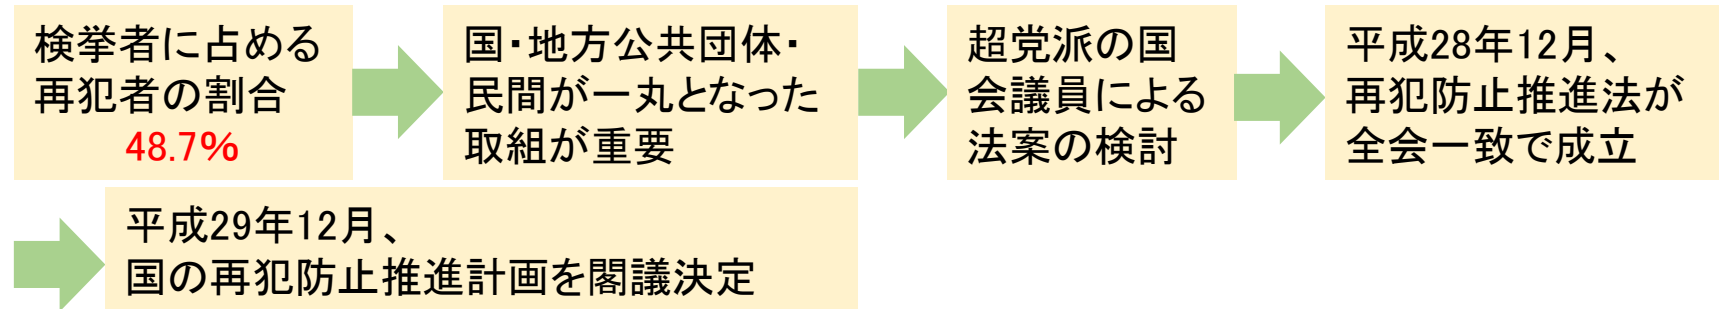 検挙者に占める
再犯者の割合
48.7%
国・地方公共団体・
民間が一丸となった
取組が重要
超党派の国
会議員による
法案の検討
平成28年12月、
再犯防止推進法が
全会一致で成立
平成29年12月、
国の再犯防止推進計画を閣議決定